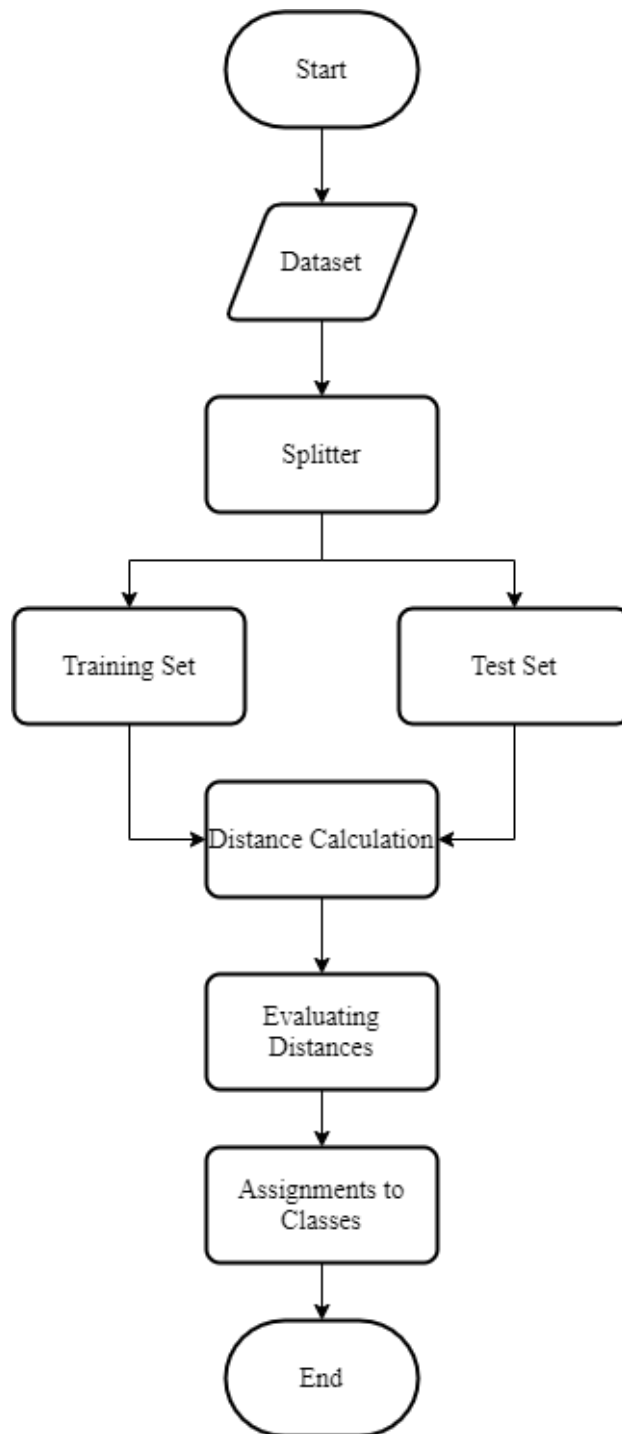 Start
Dataset
Splitter
Training Set
Test Set
Distance Calculation
Evaluating
Distances
Assignments to
Classes
End